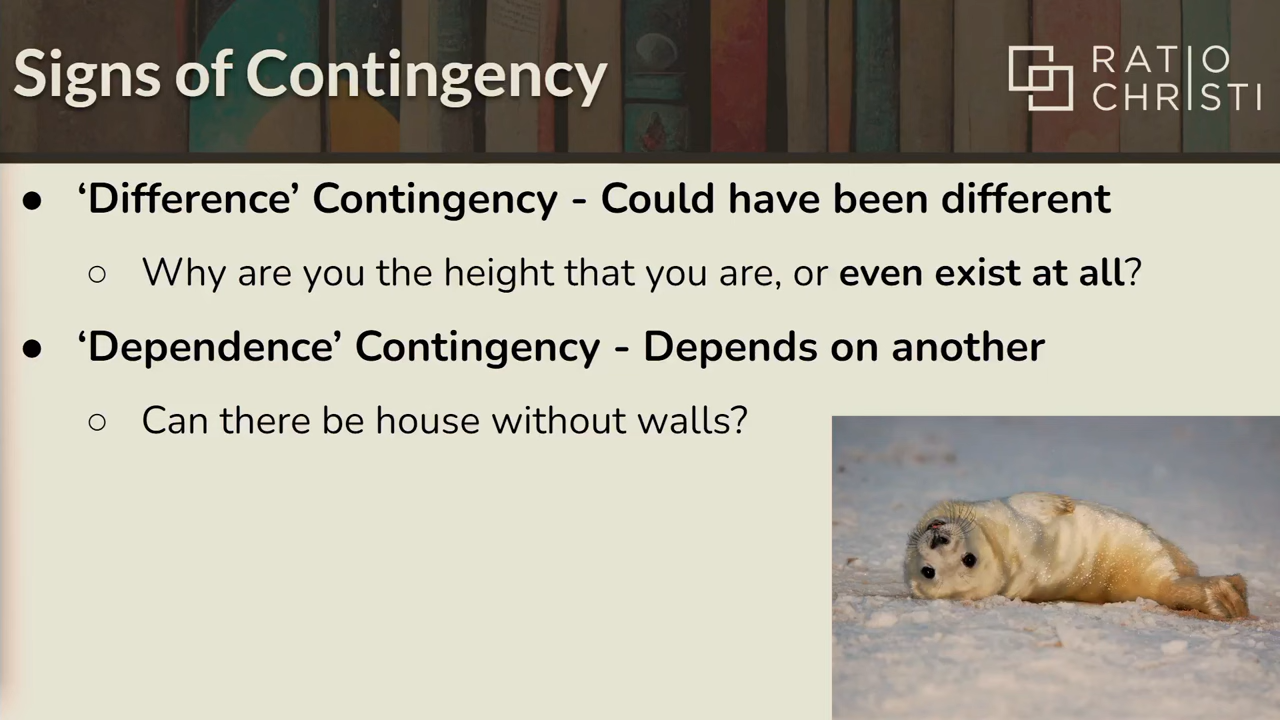 Signs of Contingency
RATIO
CHRISTI
● ‘Difference’ Contingency - Could have been different
○ Why are you the height that you are, or even exist at all?
● ‘Dependence’ Contingency - Depends on another
○ Can there be house without walls?